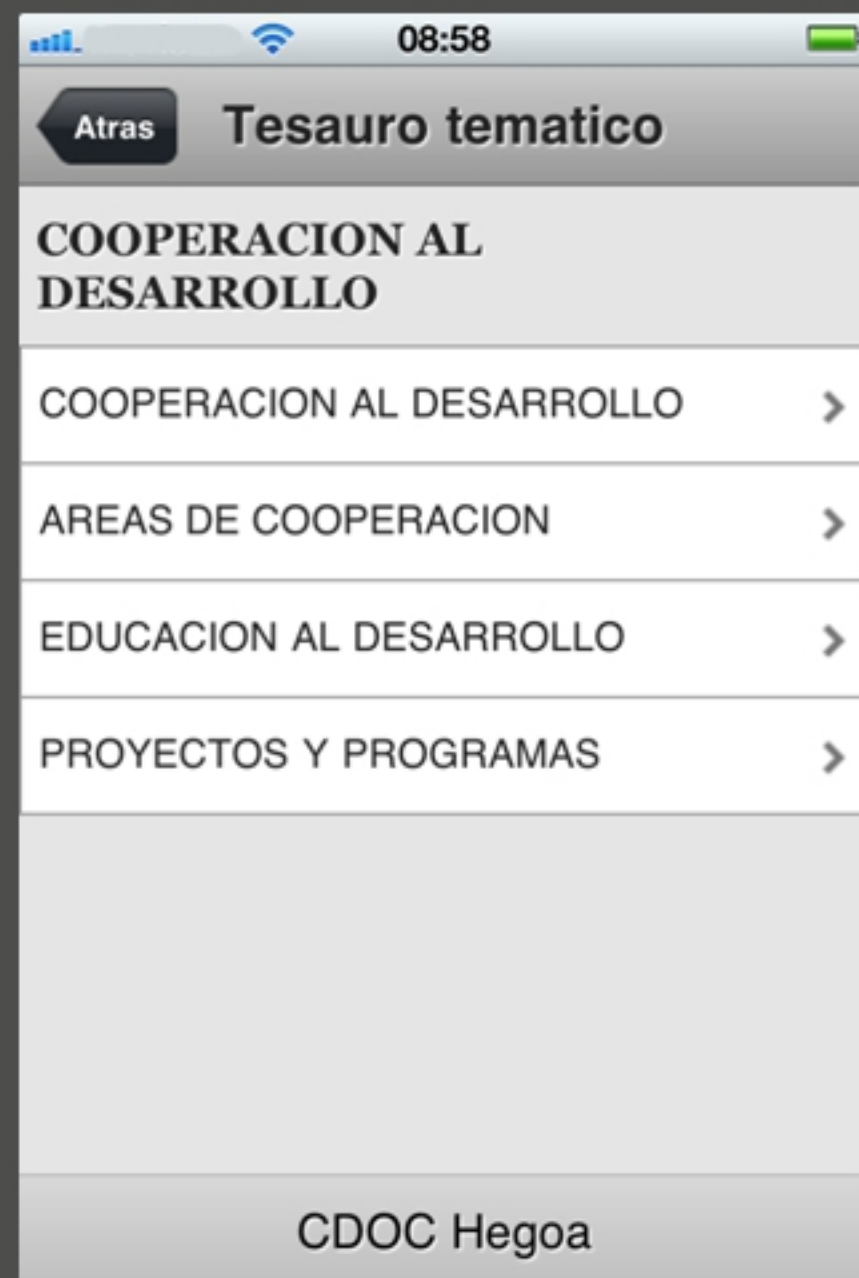 08:58
Atras
Tesauro tematico
COOPERACION AL
DESARROLLO
COOPERACION AL DESARROLLO
AREAS DE COOPERACION
EDUCACION AL DESARROLLO
PROYECTOS Y PROGRAMAS
CDOC Hegoa